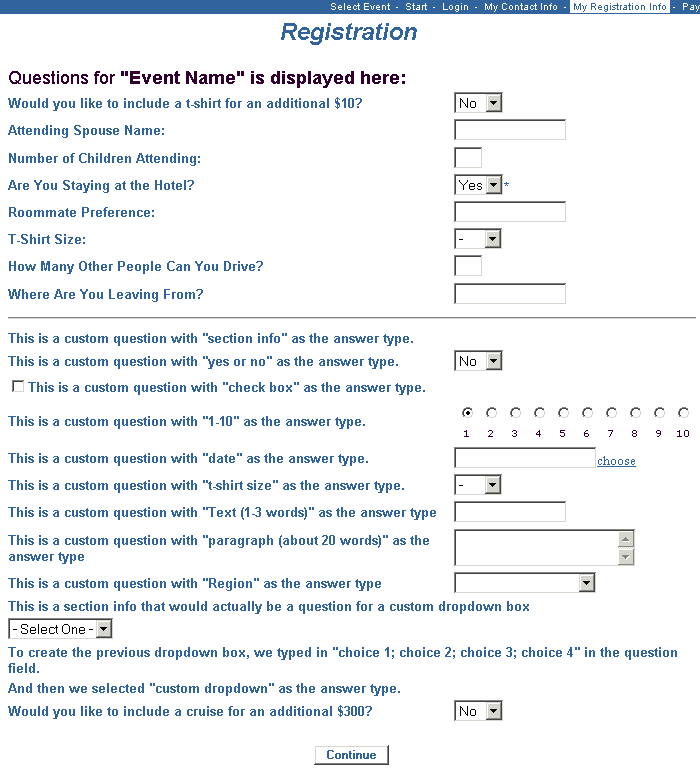 Select Event - Start - Login - My Contact Info - My Registration Info - Pay
Registration
Questions for "Event Name" is displayed here:
Would you like to include a t-shirt for an additional $10? No
Attending Spouse Name:
Number of Children Attending:
Are You Staying at the Hotel? Yes *
Roommate Preference:
T-Shirt Size: -
How Many Other People Can You Drive?
Where Are You Leaving From?
This is a custom question with "section info" as the answer type.
This is a custom question with "yes or no" as the answer type. No
This is a custom question with "check box" as the answer type.
This is a custom question with "1-10" as the answer type.
1 2 3 4 5 6 7 8 9 10
This is a custom question with "date" as the answer type. choose
This is a custom question with "t-shirt size" as the answer type. -
This is a custom question with "Text (1-3 words)" as the answer type
This is a custom question with "paragraph (about 20 words)" as the
answer type
This is a custom question with "Region" as the answer type
This is a section info that would actually be a question for a custom dropdown box
- Select One -
To create the previous dropdown box, we typed in "choice 1; choice 2; choice 3; choice 4" in the question
field.
And then we selected "custom dropdown" as the answer type.
Would you like to include a cruise for an additional $300? No
Continue